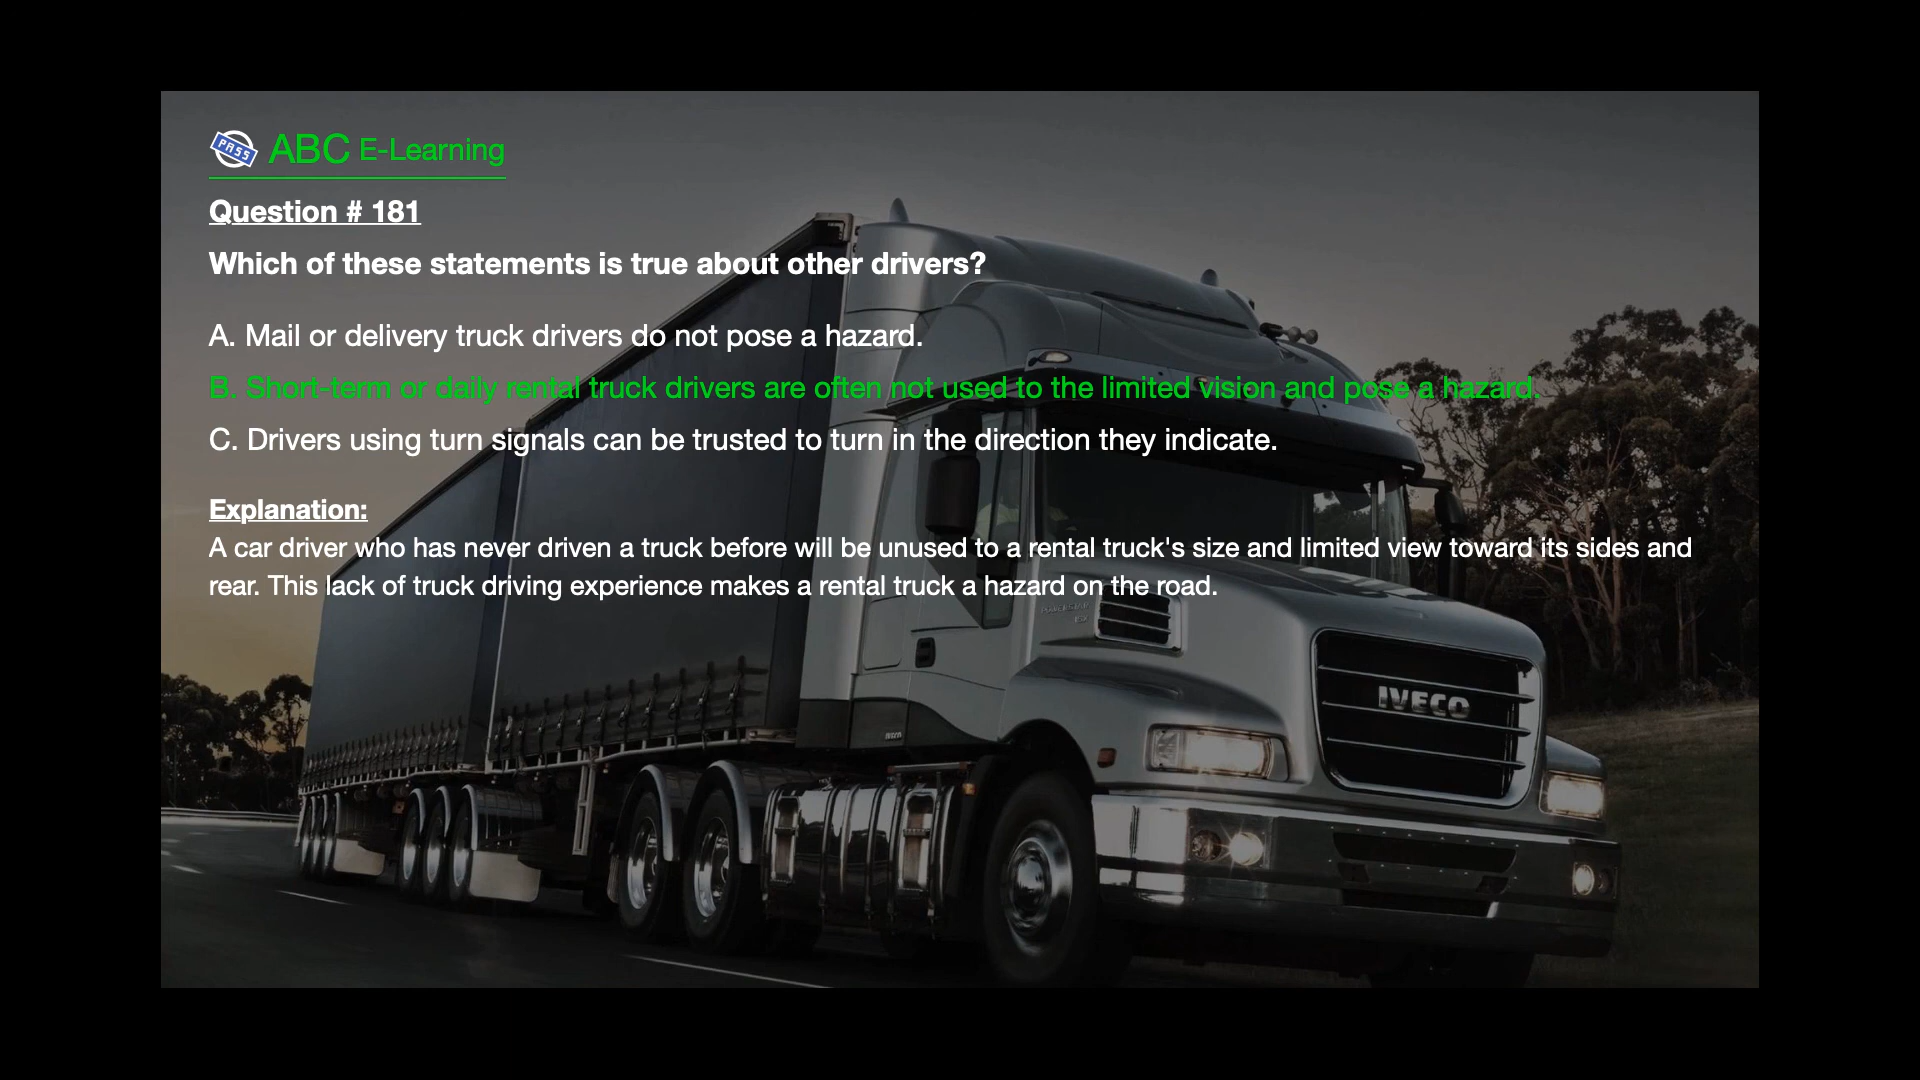 PASS ABC E-Learning
Question # 181
Which of these statements is true about other drivers?
A. Mail or delivery truck drivers do not pose a hazard.
B. Short-term or daily rental truck drivers are often not used to the limited vision and pose a hazard.
C. Drivers using turn signals can be trusted to turn in the direction they indicate.
Explanation:
A car driver who has never driven a truck before will be unused to a rental truck's size and limited view toward its sides and
rear. This lack of truck driving experience makes a rental truck a hazard on the road.
POWERSTAR
IVECO